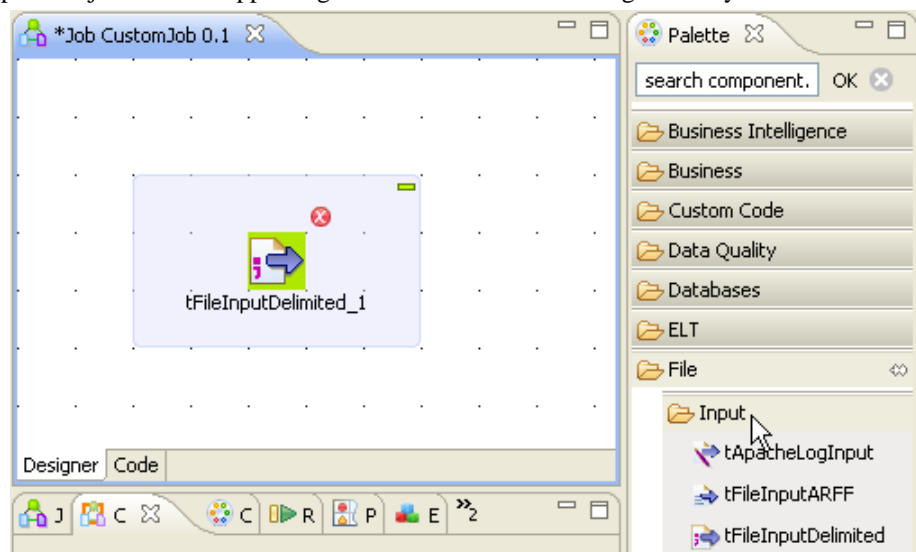 *Job CustomJob 0.1
Palette
search component.
OK
Business Intelligence
Business
Custom Code
Data Quality
Databases
ELT
File
Input
tApacheLogInput
tFileInputARFF
tFileInputDelimited
tFileInputDelimited_1
Designer
Code
J
C
C
R
P
E
»2